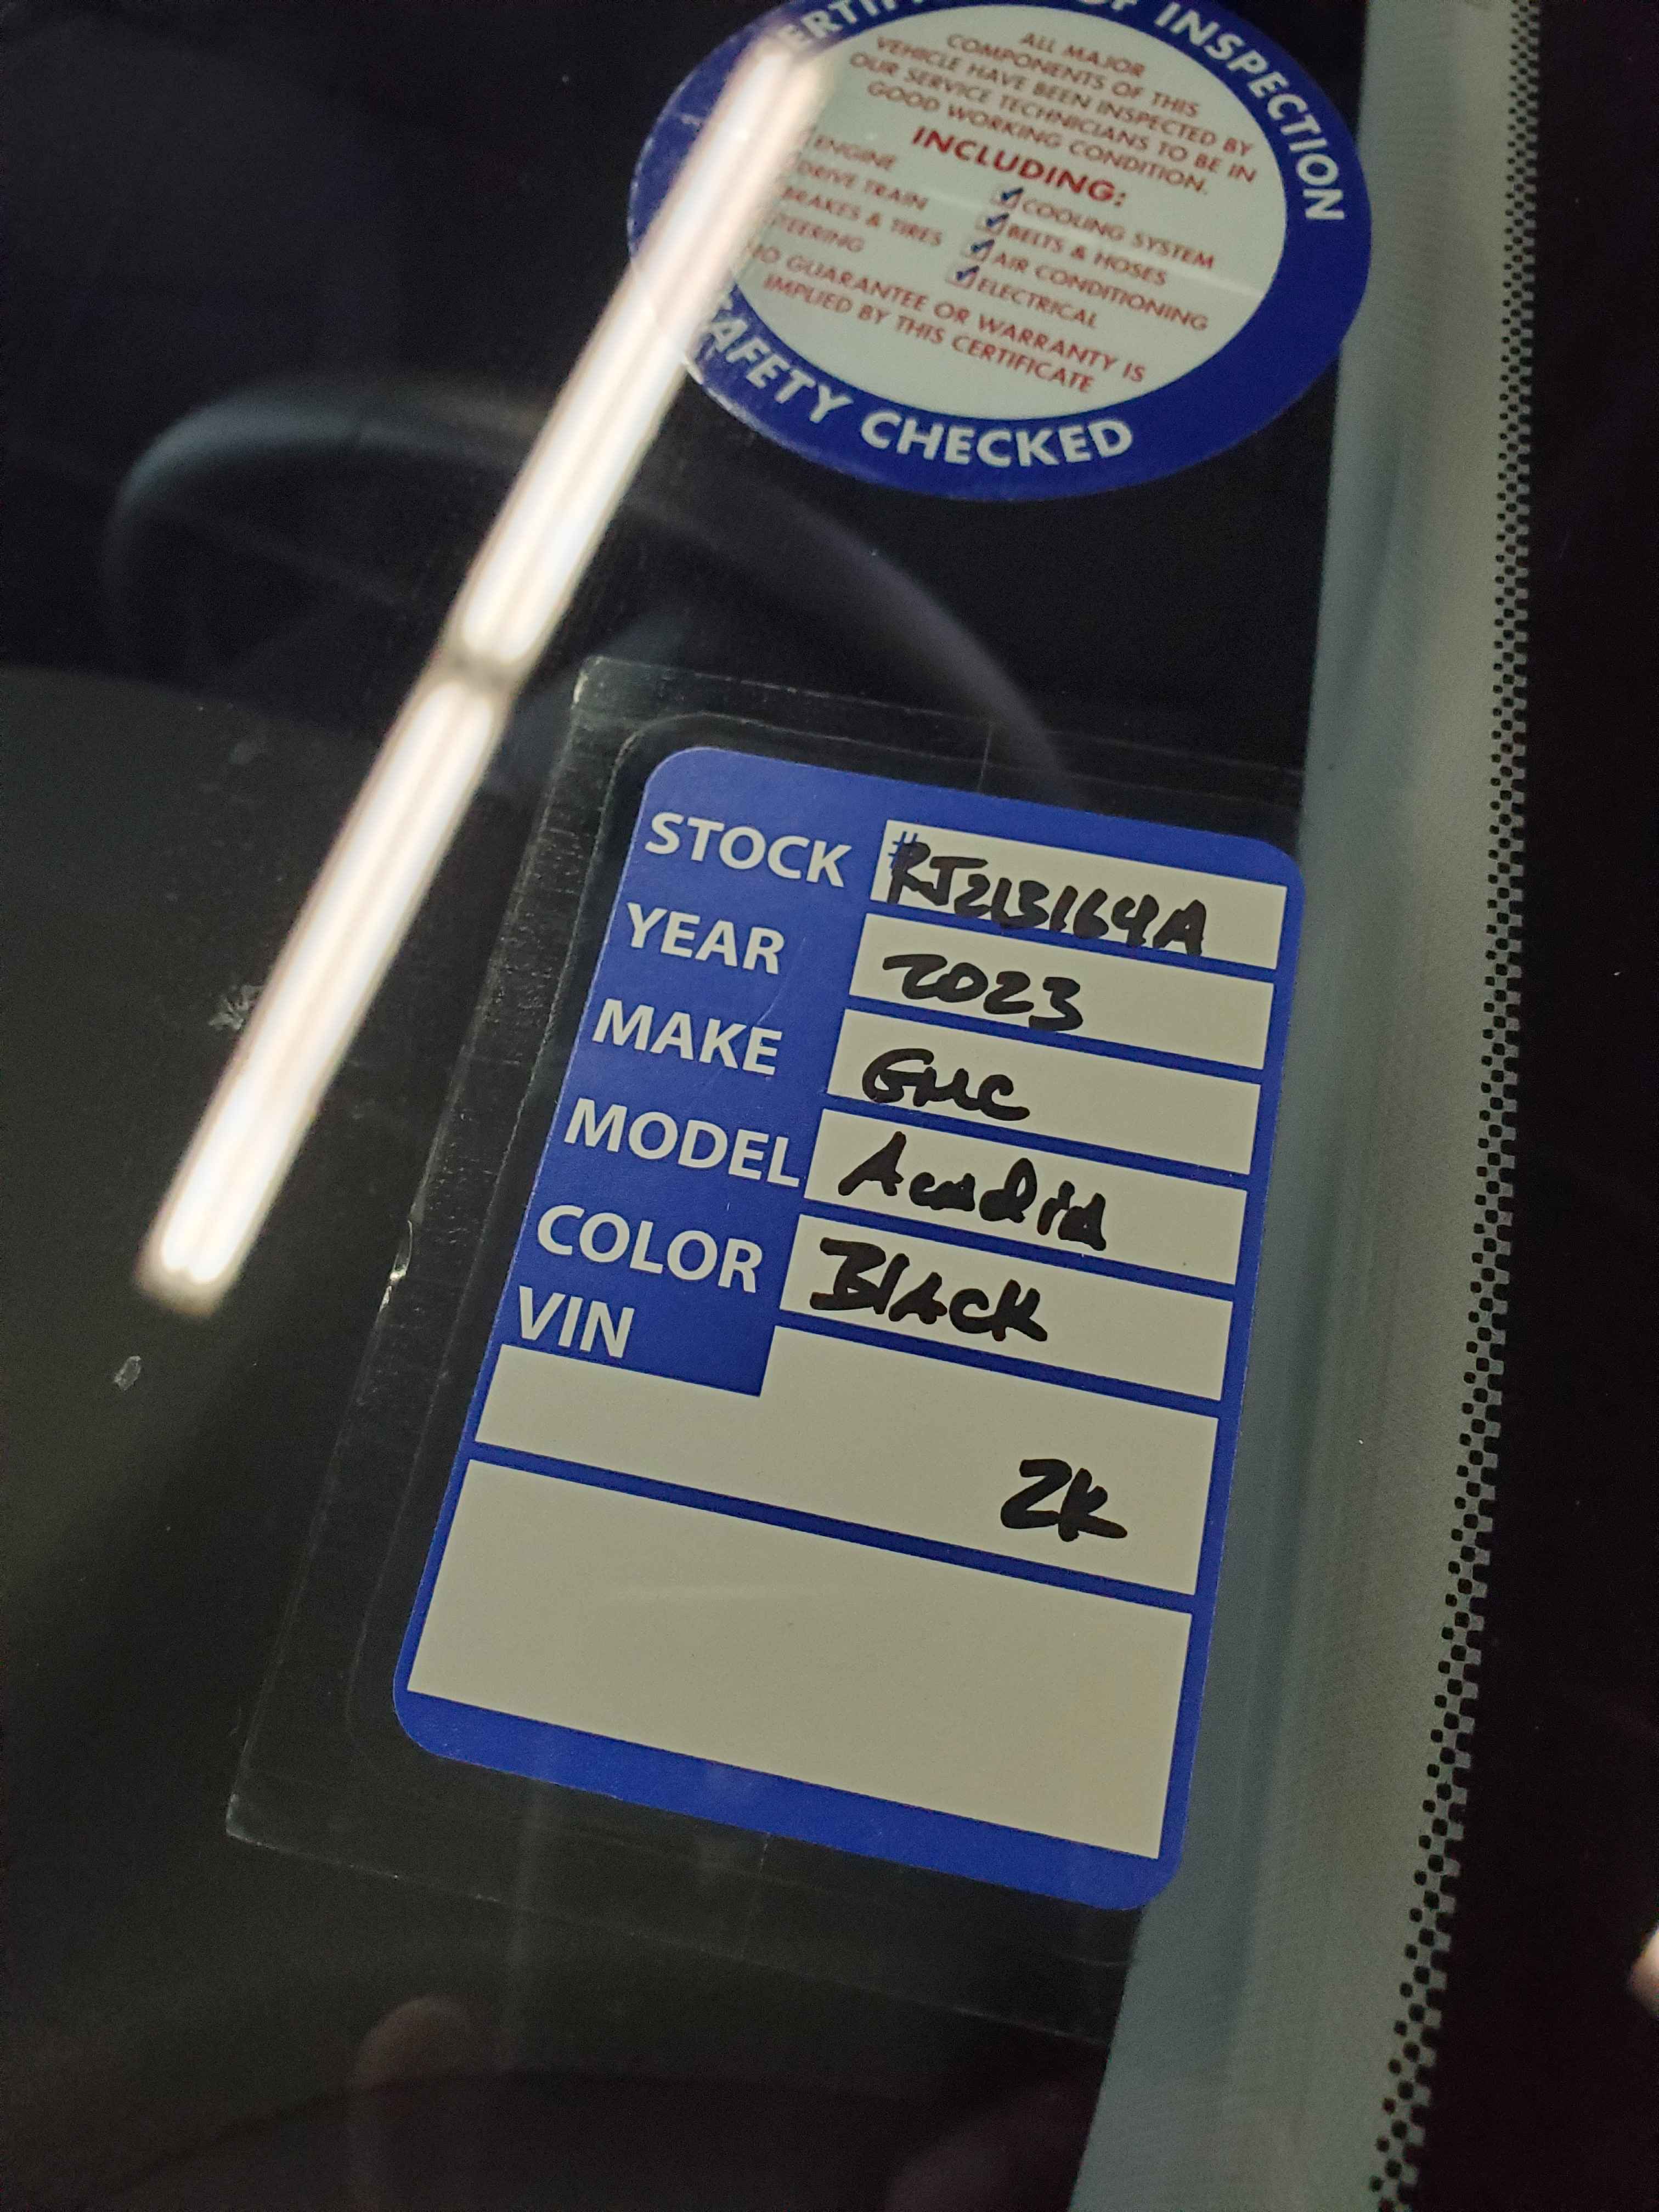 OF INSPECTION
ALL MAJOR
COMPONENTS OF THIS
VEHICLE HAVE BEEN INSPECTED BY
OUR SERVICE TECHNICIANS TO BE IN
GOOD WORKING CONDITION.
INCLUDING:
ENGINE
DRIVE TRAIN
BRAKES & TIRES
TEERING
COOLING SYSTEM
BELTS & HOSES
AIR CONDITIONING
ELECTRICAL
NO GUARANTEE OR WARRANTY IS
IMPLIED BY THIS CERTIFICATE
SAFETY CHECKED
STOCK #RJ213164A
YEAR 2023
MAKE GMC
MODEL Acadia
COLOR BlAcK
VIN
2K